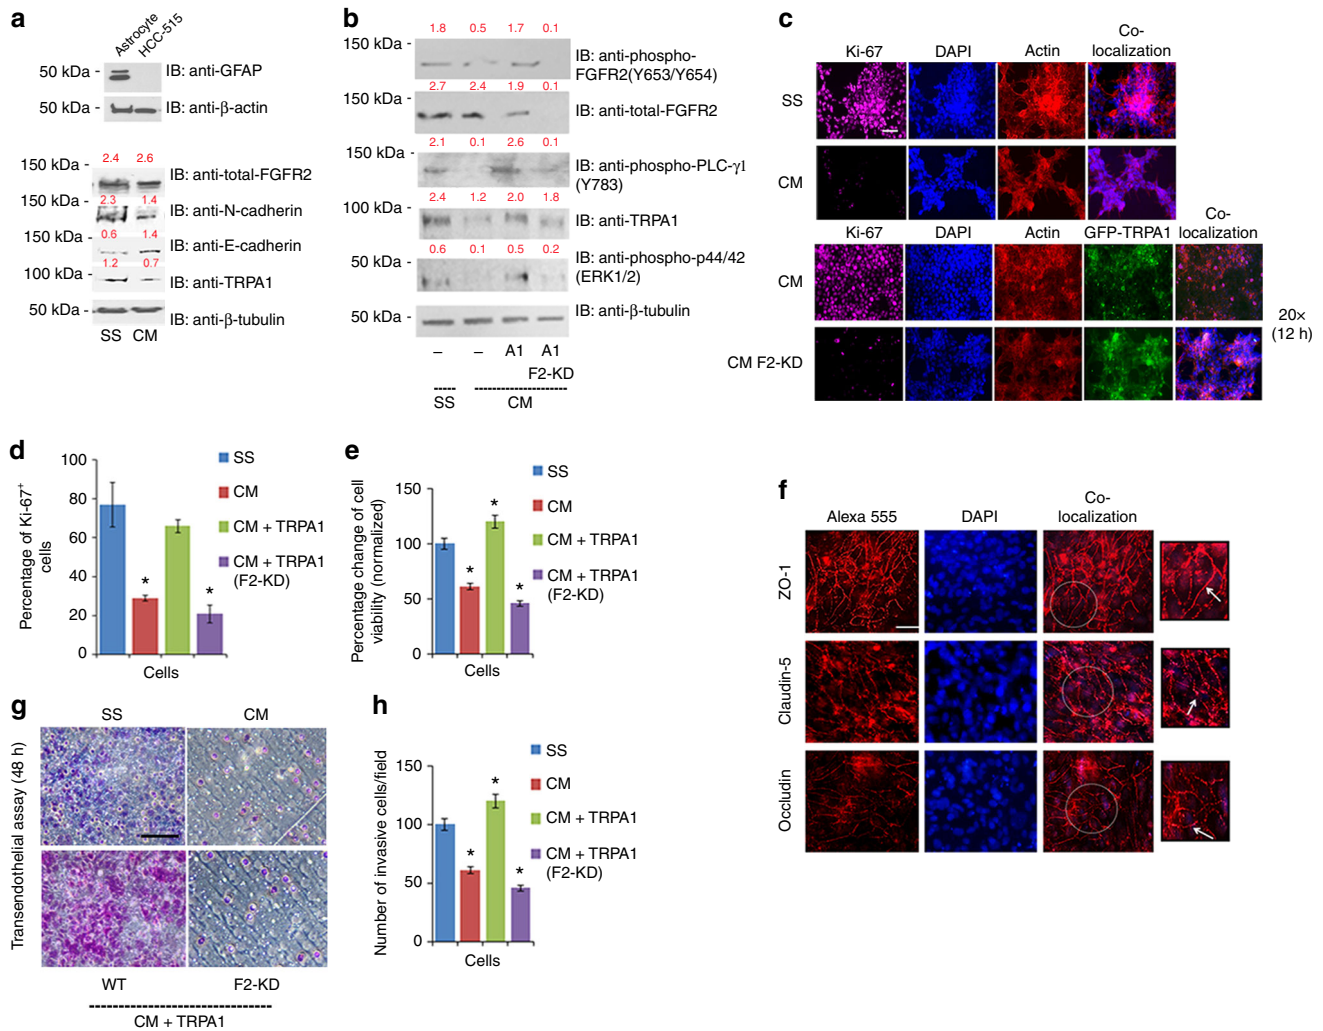 a
Astrocyte
HCC-515
50 kDa -
IB: anti-GFAP
50 kDa -
IB: anti-β-actin
150 kDa -
2.4 2.6
IB: anti-total-FGFR2
150 kDa -
2.3 1.4
IB: anti-N-cadherin
150 kDa -
0.6 1.4
IB: anti-E-cadherin
100 kDa -
1.2 0.7
IB: anti-TRPA1
50 kDa -
IB: anti-β-tubulin
SS CM
b
1.8 0.5 1.7 0.1
150 kDa -
IB: anti-phospho-
FGFR2(Y653/Y654)
2.7 2.4 1.9 0.1
150 kDa -
IB: anti-total-FGFR2
2.1 0.1 2.6 0.1
150 kDa -
IB: anti-phospho-PLC-γ1
(Y783)
2.4 1.2 2.0 1.8
100 kDa -
IB: anti-TRPA1
0.6 0.1 0.5 0.2
50 kDa -
IB: anti-phospho-p44/42
(ERK1/2)
50 kDa -
IB: anti-β-tubulin
– – A1 A1
F2-KD
SS CM
c
Ki-67 DAPI Actin Co-
localization
SS
CM
Ki-67 DAPI Actin GFP-TRPA1 Co-
localization
CM
CM F2-KD
20×
(12 h)
d
Percentage of Ki-67+
cells
100
80
60
40
20
0
* *
Cells
SS
CM
CM + TRPA1
CM + TRPA1
(F2-KD)
e
Percentage change of cell
viability (normalized)
150
100
50
0
* * *
Cells
SS
CM
CM + TRPA1
CM + TRPA1
(F2-KD)
f
Alexa 555 DAPI Co-
localization
ZO-1
Claudin-5
Occludin
g
SS CM
Transendothelial assay (48 h)
WT F2-KD
CM + TRPA1
h
Number of invasive cells/field
150
100
50
0
* * *
Cells
SS
CM
CM + TRPA1
CM + TRPA1
(F2-KD)